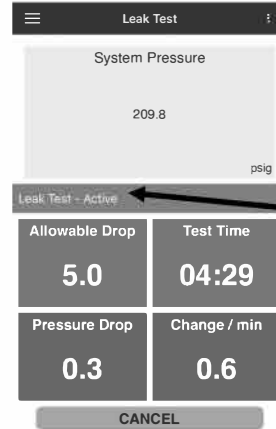 Leak Test
System Pressure
209.8
psig
Leak Test - Active
Allowable Drop
Test Time
5.0
04:29
Pressure Drop
Change / min
0.3
0.6
CANCEL